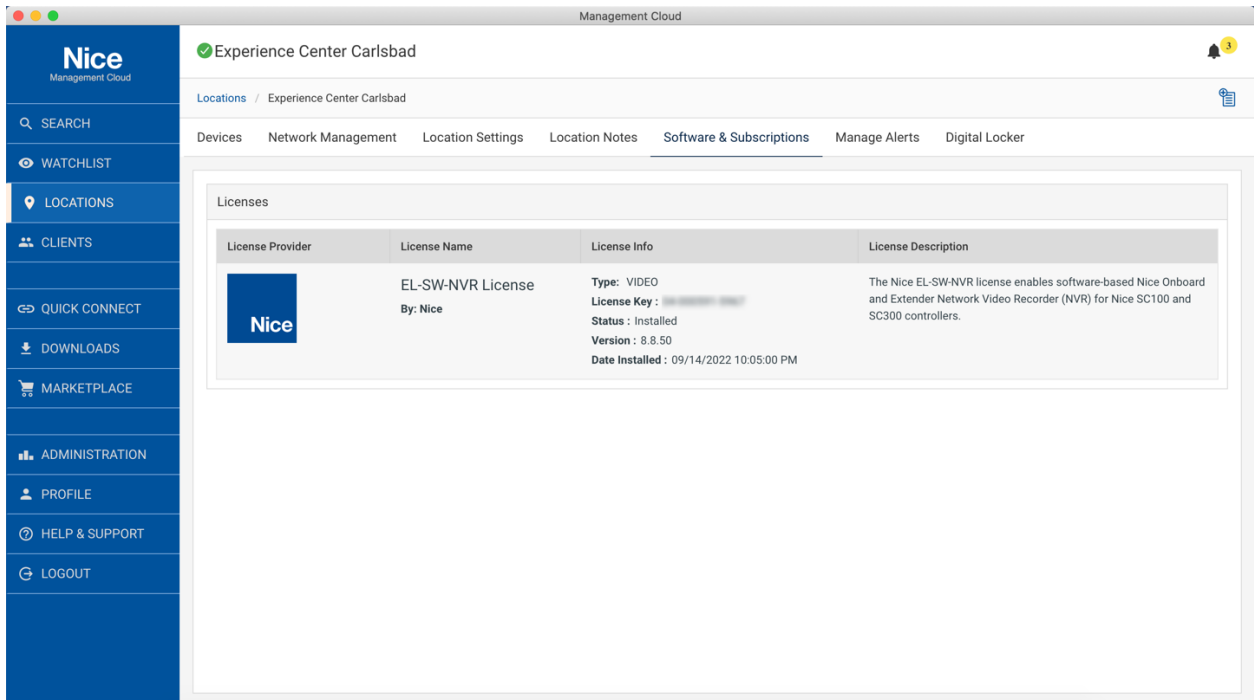 Management Cloud
Nice
Management Cloud
SEARCH
WATCHLIST
LOCATIONS
CLIENTS
QUICK CONNECT
DOWNLOADS
MARKETPLACE
ADMINISTRATION
PROFILE
HELP & SUPPORT
LOGOUT
Experience Center Carlsbad
3
Locations / Experience Center Carlsbad
Devices Network Management Location Settings Location Notes Software & Subscriptions Manage Alerts Digital Locker
Licenses
License Provider License Name License Info License Description
Nice
EL-SW-NVR License
By: Nice
Type: VIDEO
License Key :
Status : Installed
Version : 8.8.50
Date Installed : 09/14/2022 10:05:00 PM
The Nice EL-SW-NVR license enables software-based Nice Onboard
and Extender Network Video Recorder (NVR) for Nice SC100 and
SC300 controllers.